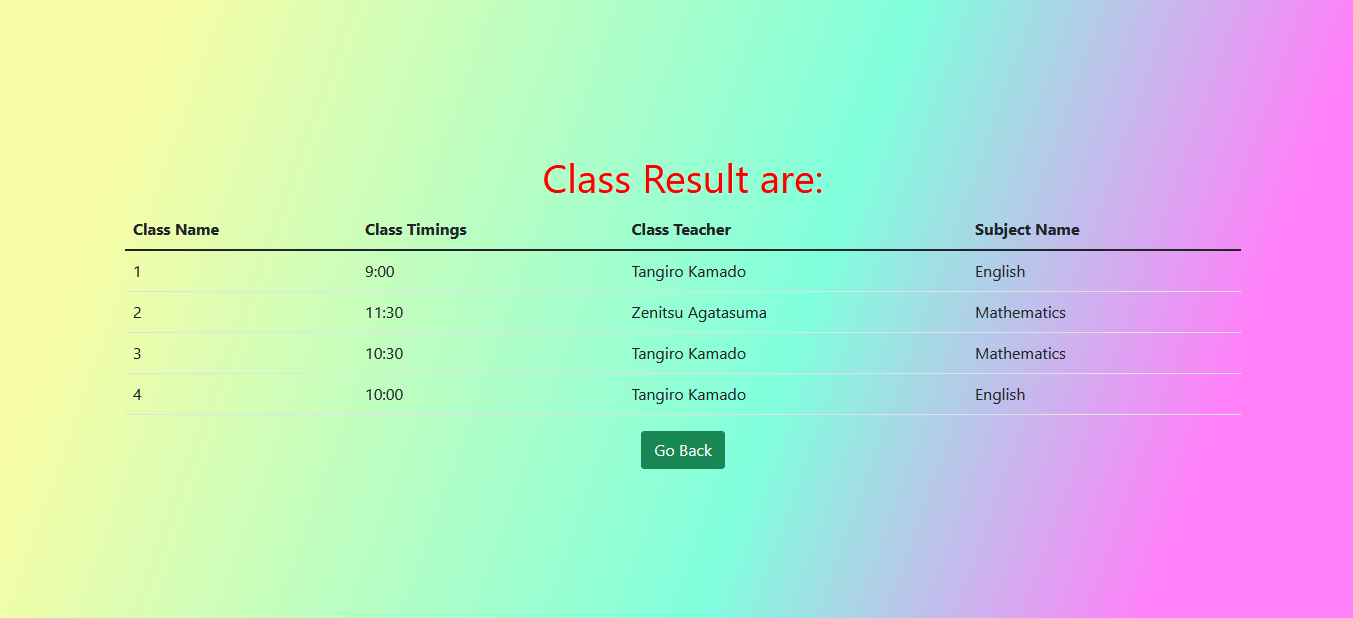 Class Result are:
Class Name Class Timings Class Teacher Subject Name
1 9:00 Tangiro Kamado English
2 11:30 Zenitsu Agatasuma Mathematics
3 10:30 Tangiro Kamado Mathematics
4 10:00 Tangiro Kamado English
Go Back